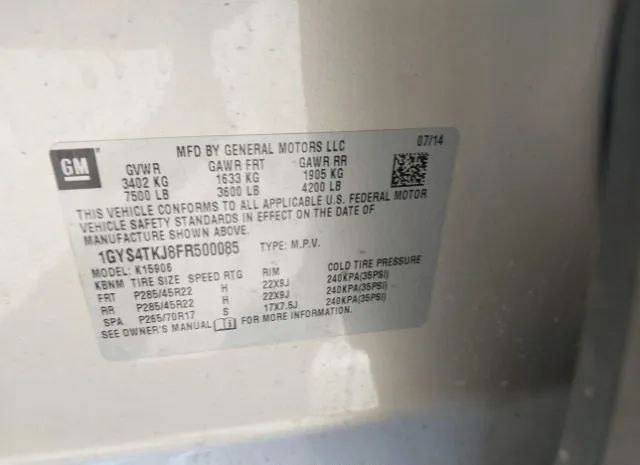 GM
MFD BY GENERAL MOTORS LLC 07/14
GVWR GAWR FRT GAWR RR
3402 KG 1633 KG 1905 KG
7500 LB 3600 LB 4200 LB
THIS VEHICLE CONFORMS TO ALL APPLICABLE U.S. FEDERAL MOTOR
VEHICLE SAFETY STANDARDS IN EFFECT ON THE DATE OF
MANUFACTURE SHOWN ABOVE.
1GYS4TKJ8FR500085 TYPE: M.P.V.
MODEL: K15906
KBNM TIRE SIZE SPEED RTG RIM COLD TIRE PRESSURE
FRT P285/45R22 H 22X9J 240KPA(35PSI)
RR P285/45R22 H 22X9J 240KPA(35PSI)
SPA P265/70R17 S 17X7.5J 240KPA(35PSI)
SEE OWNER'S MANUAL FOR MORE INFORMATION.